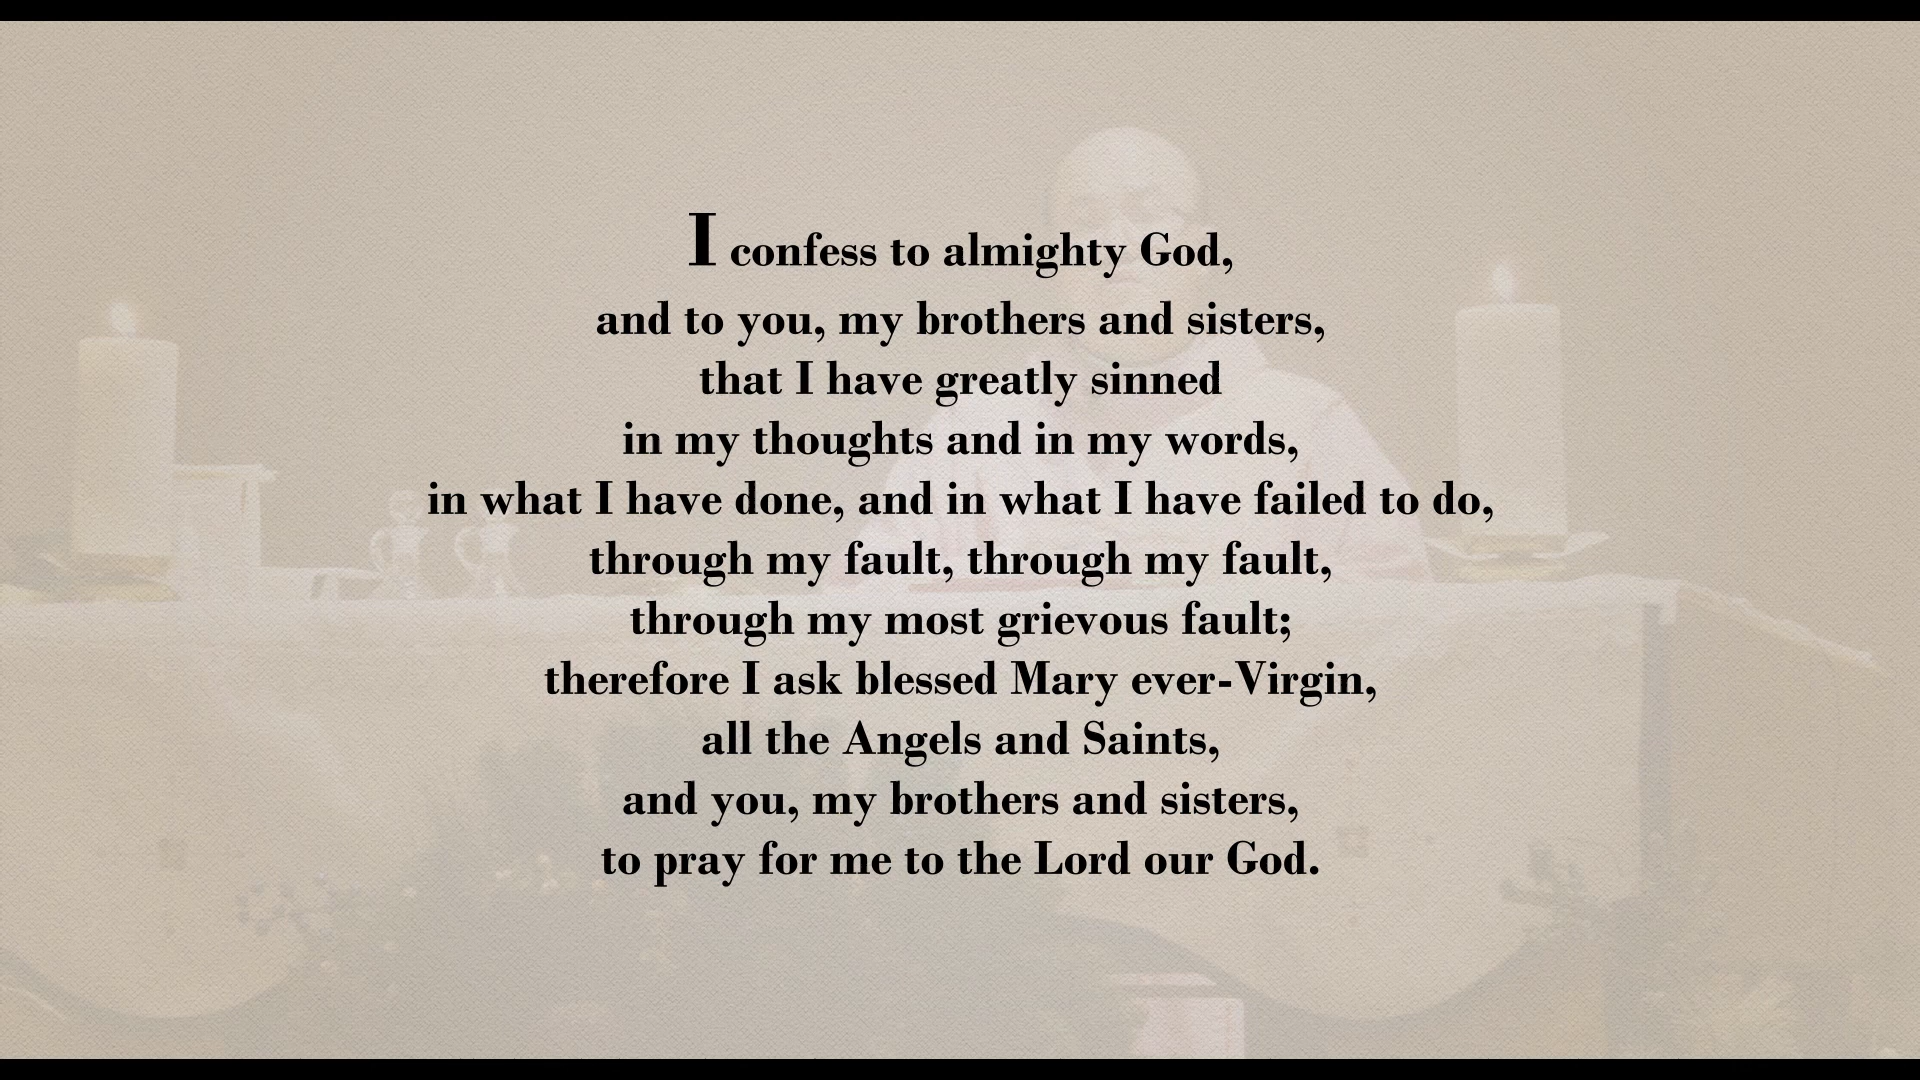 I confess to almighty God,
and to you, my brothers and sisters,
that I have greatly sinned
in my thoughts and in my words,
in what I have done, and in what I have failed to do,
through my fault, through my fault,
through my most grievous fault;
therefore I ask blessed Mary ever-Virgin,
all the Angels and Saints,
and you, my brothers and sisters,
to pray for me to the Lord our God.